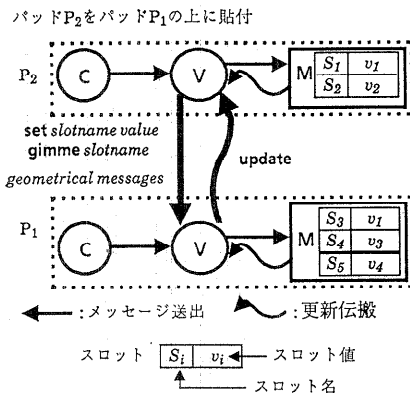 パッドP2をパッドP1の上に貼付
P2
C
V
M
S1 v1
S2 v2
set slotname value
gimme slotname
geometrical messages
update
P1
C
V
M
S3 v1
S4 v3
S5 v4
:メッセージ送出
:更新伝搬
スロット Si vi スロット値
スロット名